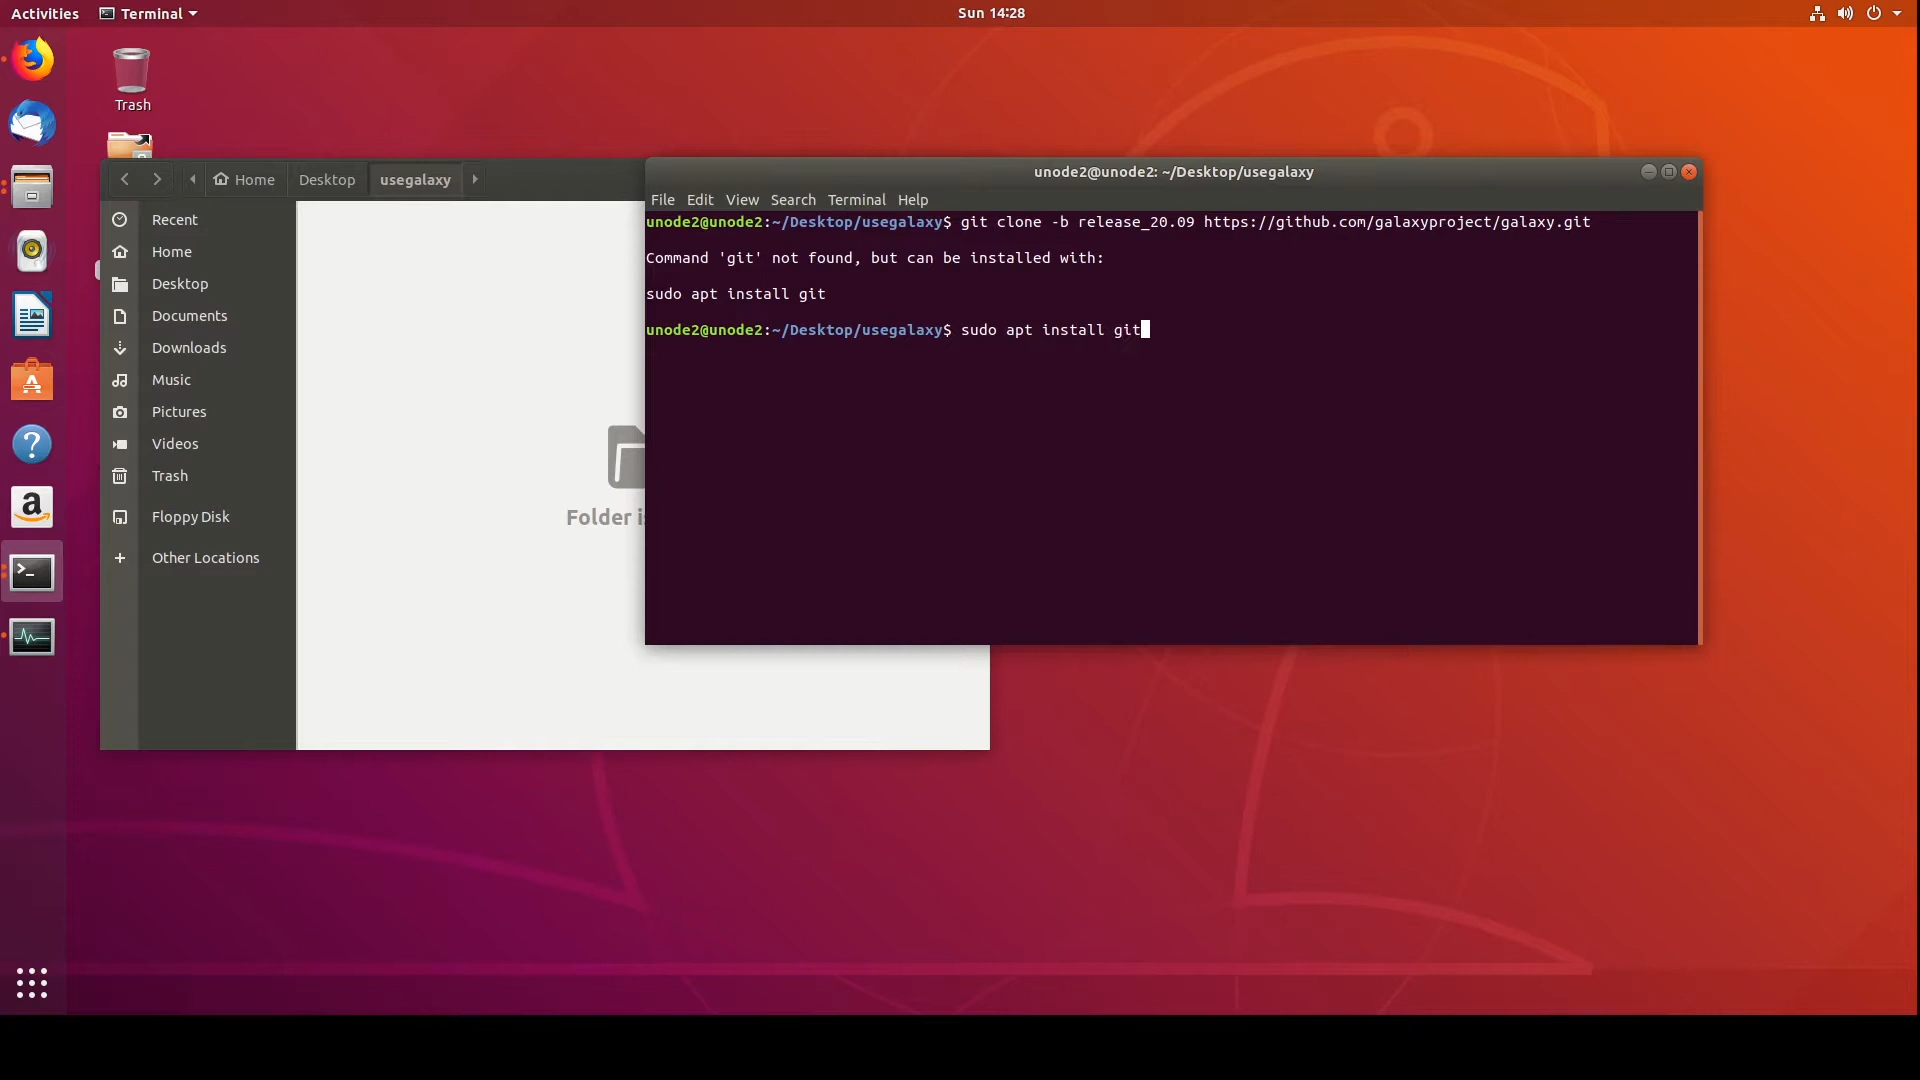 Activities
Terminal
Sun 14:28
Trash
Home
Desktop
usegalaxy
Recent
Home
Desktop
Documents
Downloads
Music
Pictures
Videos
Trash
Floppy Disk
Other Locations
Folder
unode2@unode2: ~/Desktop/usegalaxy
File Edit View Search Terminal Help
unode2@unode2:~/Desktop/usegalaxy$ git clone -b release_20.09 https://github.com/galaxyproject/galaxy.git
Command 'git' not found, but can be installed with:
sudo apt install git
unode2@unode2:~/Desktop/usegalaxy$ sudo apt install git